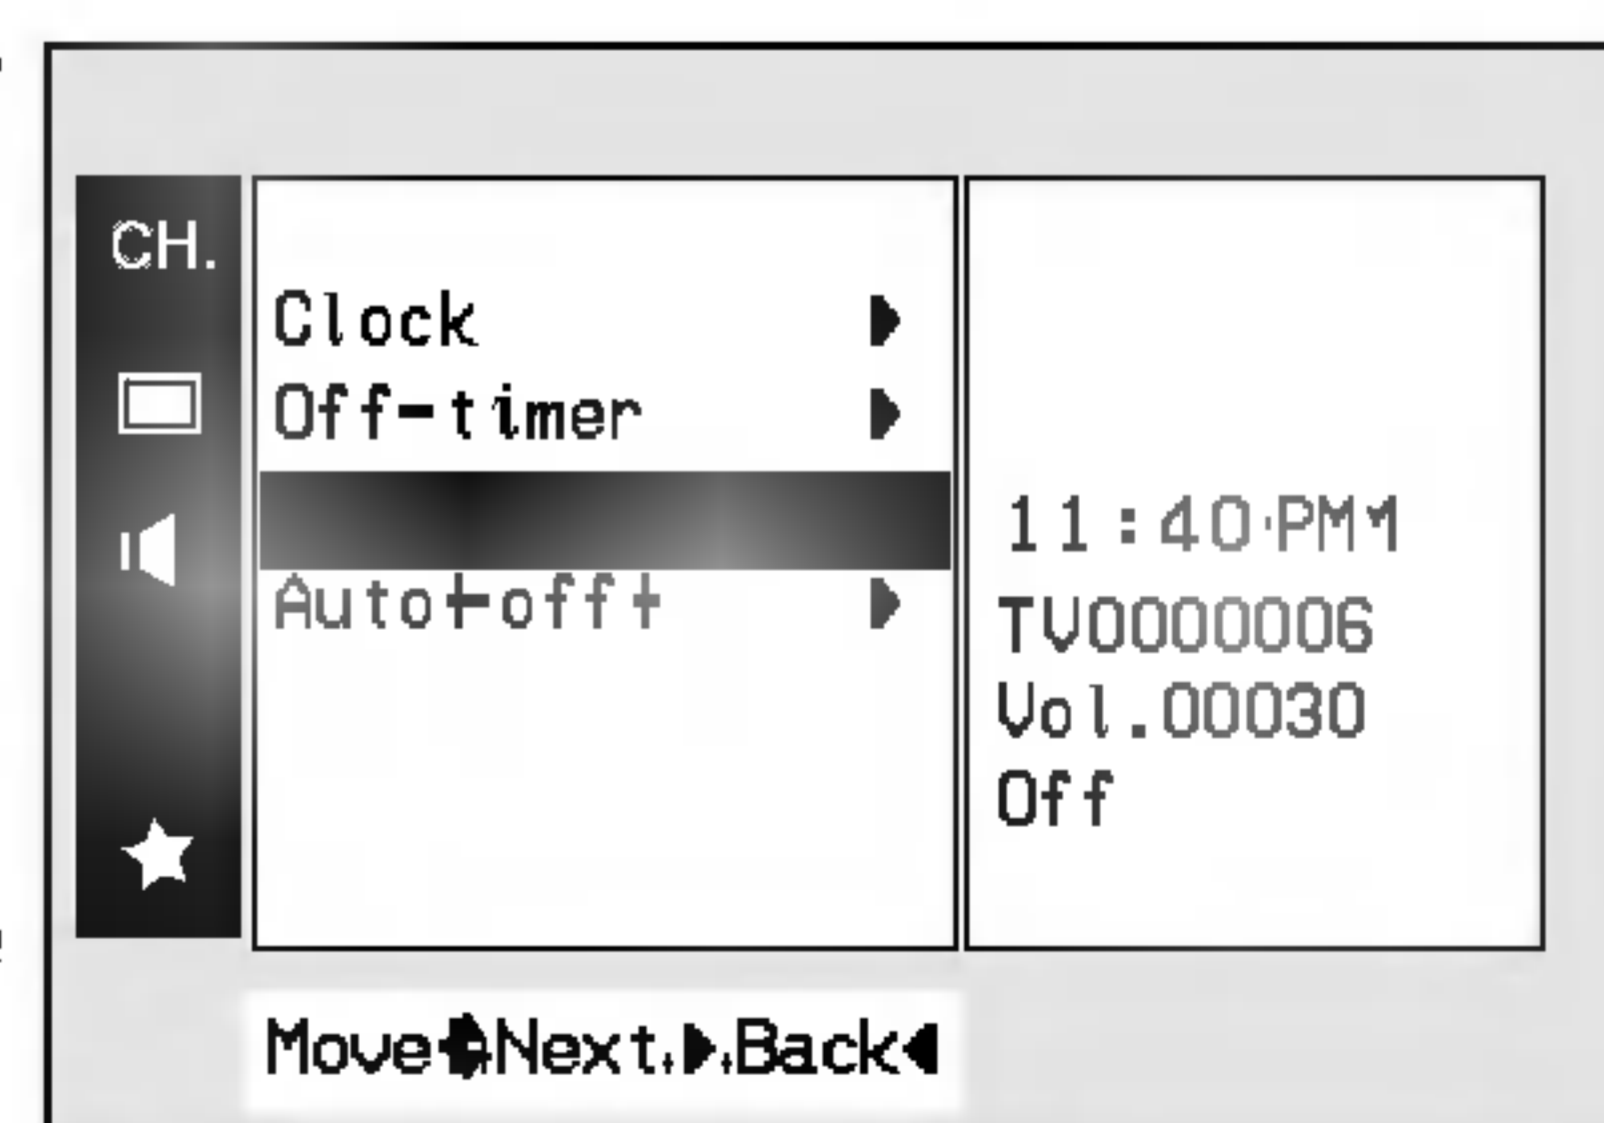 CH.
Clock
Off-timer
Auto-off
11:40 PM
TV0000006
Vol.00030
Off
Move Next Back